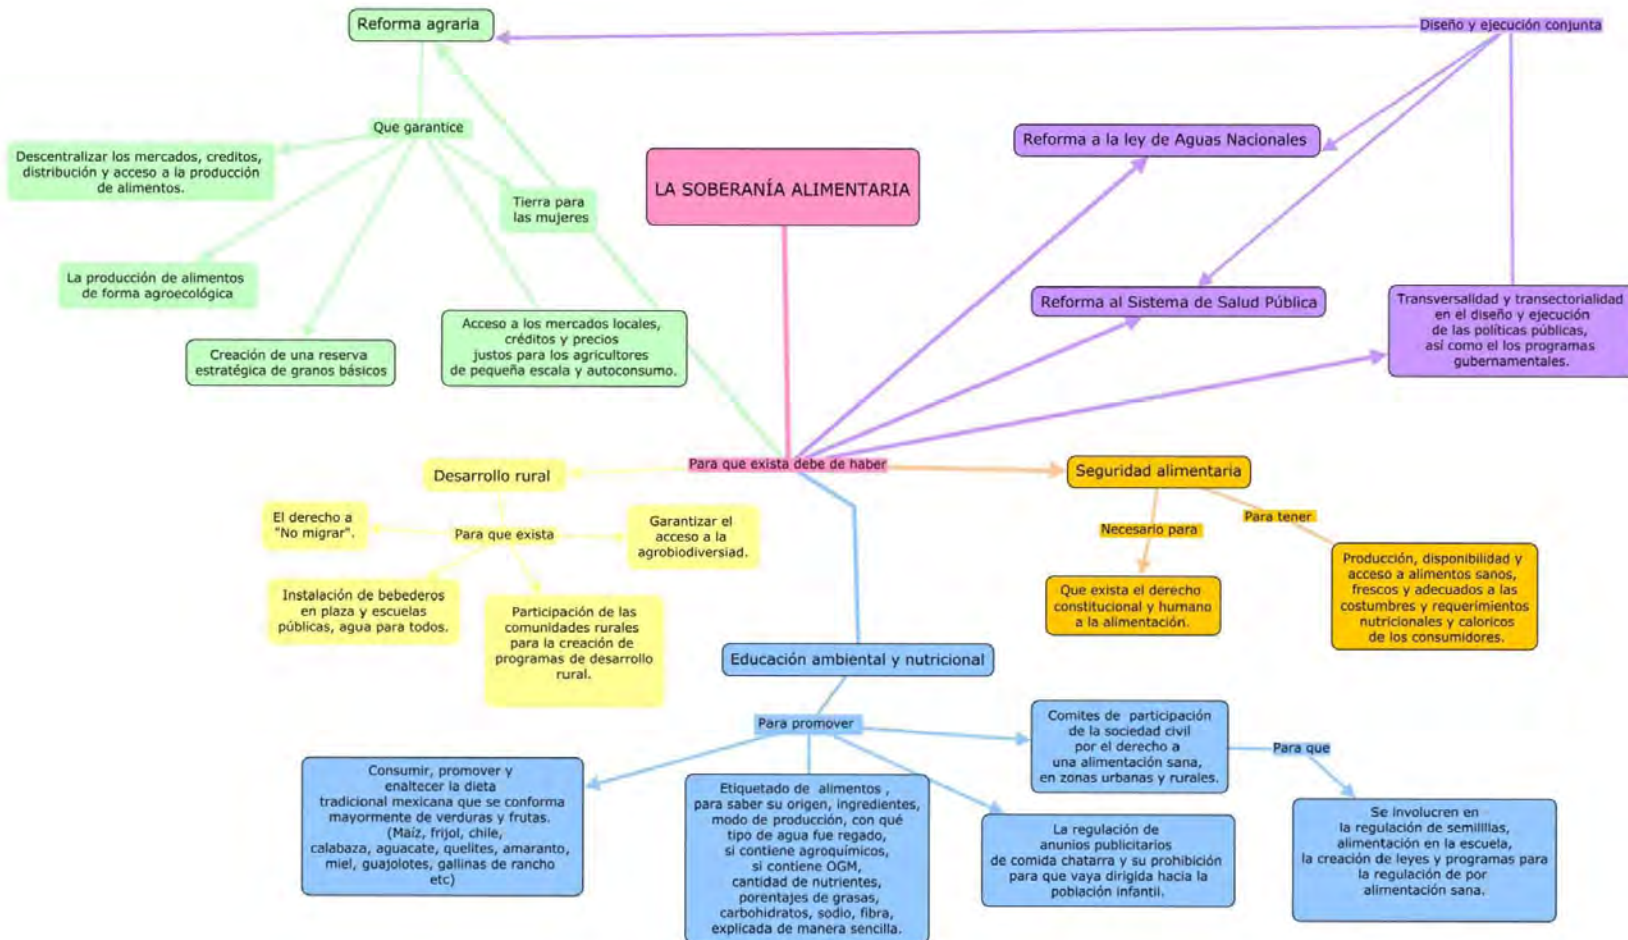 Reforma agraria
Diseño y ejecución conjunta
Que garantice
Descentralizar los mercados, creditos,
distribución y acceso a la producción
de alimentos.
Tierra para
las mujeres
La producción de alimentos
de forma agroecológica
Creación de una reserva
estratégica de granos básicos
Acceso a los mercados locales,
créditos y precios
justos para los agricultores
de pequeña escala y autoconsumo.
LA SOBERANÍA ALIMENTARIA
Reforma a la ley de Aguas Nacionales
Reforma al Sistema de Salud Pública
Transversalidad y transectorialidad
en el diseño y ejecución
de las políticas públicas,
así como el los programas
gubernamentales.
Para que exista debe de haber
Desarrollo rural
Para que exista
El derecho a
"No migrar".
Garantizar el
acceso a la
agrobiodiversiad.
Instalación de bebederos
en plaza y escuelas
públicas, agua para todos.
Participación de las
comunidades rurales
para la creación de
programas de desarrollo
rural.
Seguridad alimentaria
Necesario para
Para tener
Que exista el derecho
constitucional y humano
a la alimentación.
Producción, disponibilidad y
acceso a alimentos sanos,
frescos y adecuados a las
costumbres y requerimientos
nutricionales y caloricos
de los consumidores.
Educación ambiental y nutricional
Para promover
Consumir, promover y
enaltecer la dieta
tradicional mexicana que se conforma
mayormente de verduras y frutas.
(Maíz, frijol, chile,
calabaza, aguacate, quelites, amaranto,
miel, guajolotes, gallinas de rancho
etc)
Etiquetado de alimentos ,
para saber su origen, ingredientes,
modo de producción, con qué
tipo de agua fue regado,
si contiene agroquímicos,
si contiene OGM,
cantidad de nutrientes,
porentajes de grasas,
carbohidratos, sodio, fibra,
explicada de manera sencilla.
La regulación de
anuncios publicitarios
de comida chatarra y su prohibición
para que vaya dirigida hacia la
población infantil.
Comites de participación
de la sociedad civil
por el derecho a
una alimentación sana,
en zonas urbanas y rurales.
Para que
Se involucren en
la regulación de semilllias,
alimentación en la escuela,
la creación de leyes y programas para
la regulación de por
alimentación sana.